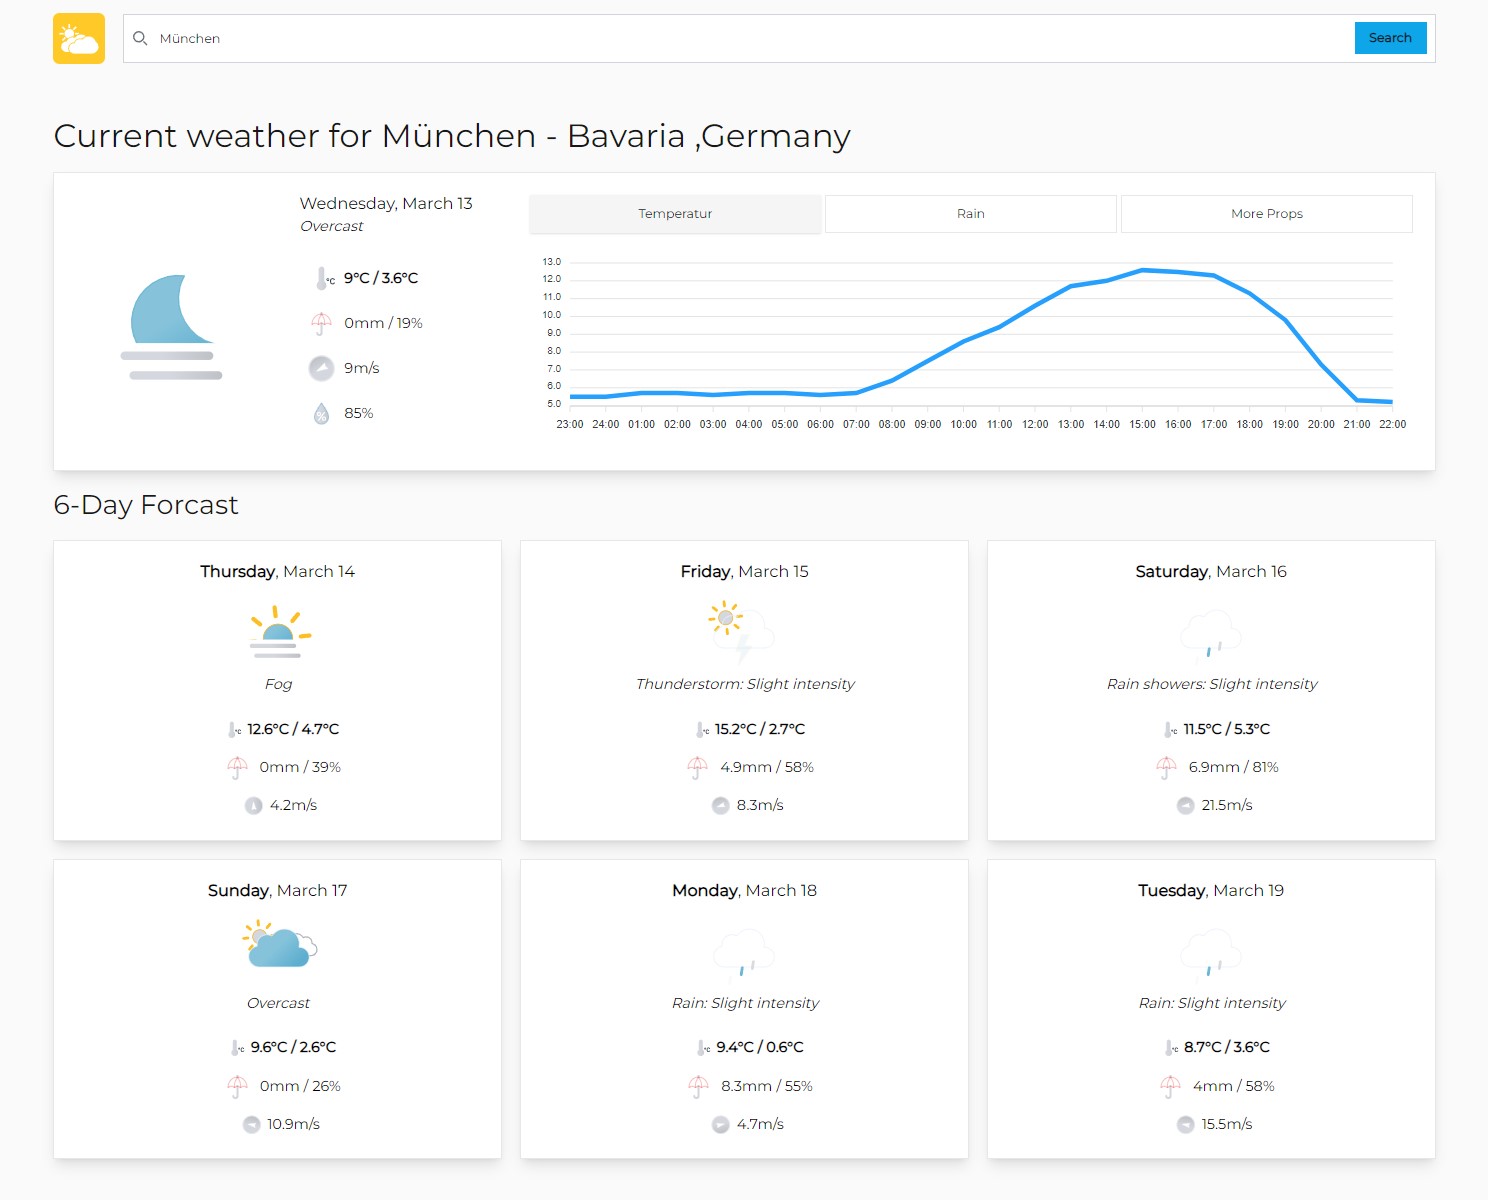 München
Search
Current weather for München - Bavaria ,Germany
Wednesday, March 13
Overcast
°C 9°C / 3.6°C
0mm / 19%
9m/s
% 85%
Temperatur
Rain
More Props
13.0
12.0
11.0
10.0
9.0
8.0
7.0
6.0
5.0
23:00 24:00 01:00 02:00 03:00 04:00 05:00 06:00 07:00 08:00 09:00 10:00 11:00 12:00 13:00 14:00 15:00 16:00 17:00 18:00 19:00 20:00 21:00 22:00
6-Day Forcast
Thursday, March 14
Fog
°C 12.6°C / 4.7°C
0mm / 39%
4.2m/s
Friday, March 15
Thunderstorm: Slight intensity
°C 15.2°C / 2.7°C
4.9mm / 58%
8.3m/s
Saturday, March 16
Rain showers: Slight intensity
°C 11.5°C / 5.3°C
6.9mm / 81%
21.5m/s
Sunday, March 17
Overcast
°C 9.6°C / 2.6°C
0mm / 26%
10.9m/s
Monday, March 18
Rain: Slight intensity
°C 9.4°C / 0.6°C
8.3mm / 55%
4.7m/s
Tuesday, March 19
Rain: Slight intensity
°C 8.7°C / 3.6°C
4mm / 58%
15.5m/s